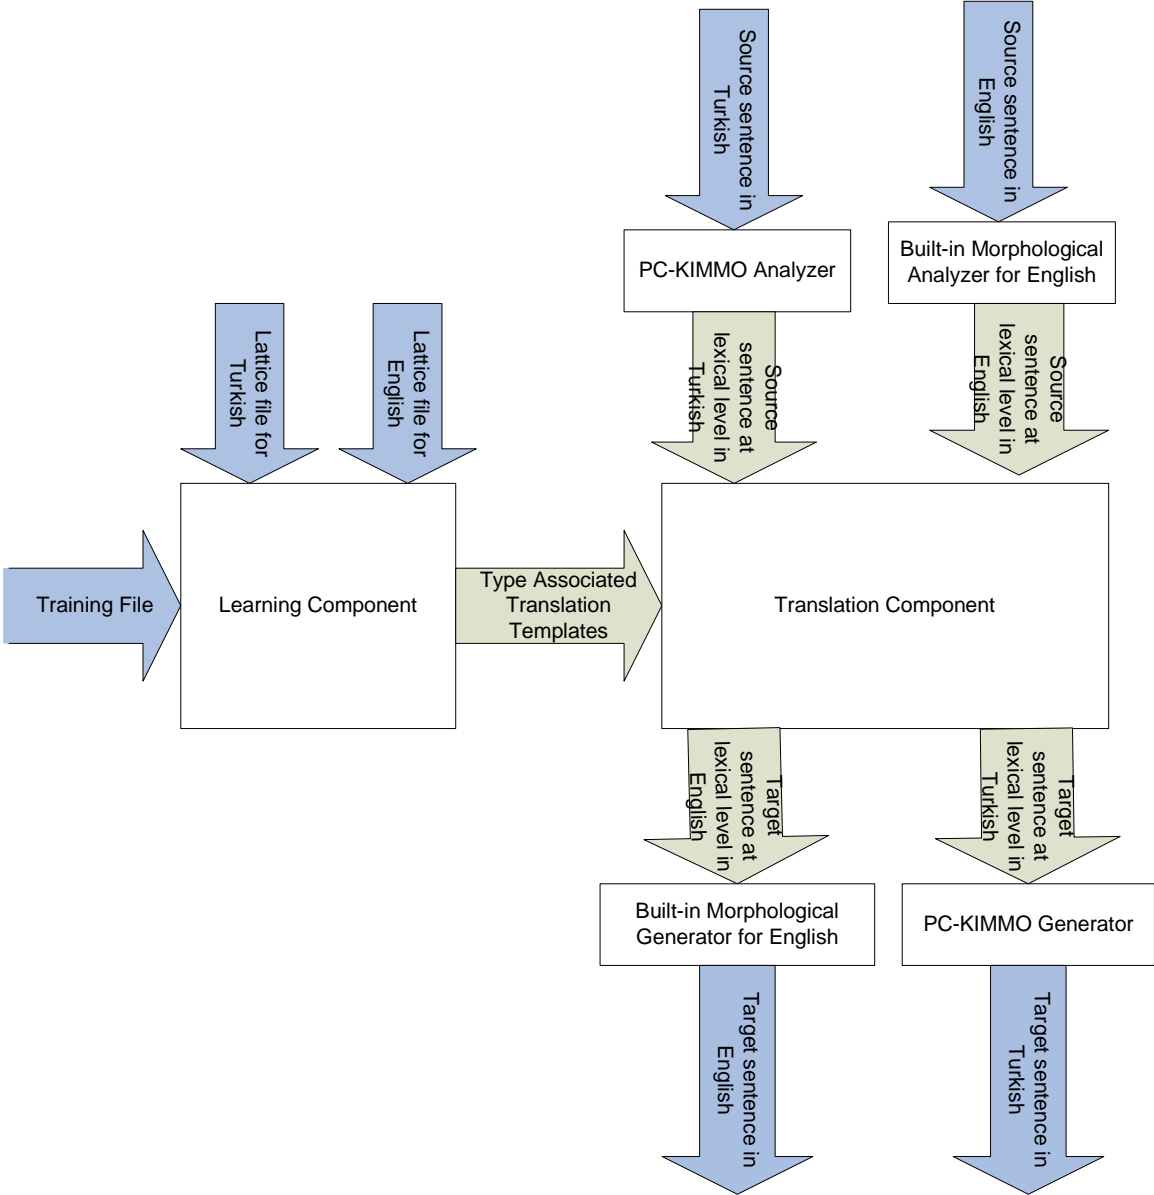 Source sentence in
Turkish
Source sentence in
English
PC-KIMMO Analyzer
Built-in Morphological
Analyzer for English
Lattice file for
Turkish
Lattice file for
English
Source
sentence at
lexical level in
Turkish
Source
sentence at
lexical level in
English
Training File
Learning Component
Type Associated
Translation
Templates
Translation Component
Target
sentence at
lexical level in
English
Target
sentence at
lexical level in
Turkish
Built-in Morphological
Generator for English
PC-KIMMO Generator
Target sentence in
English
Target sentence in
Turkish